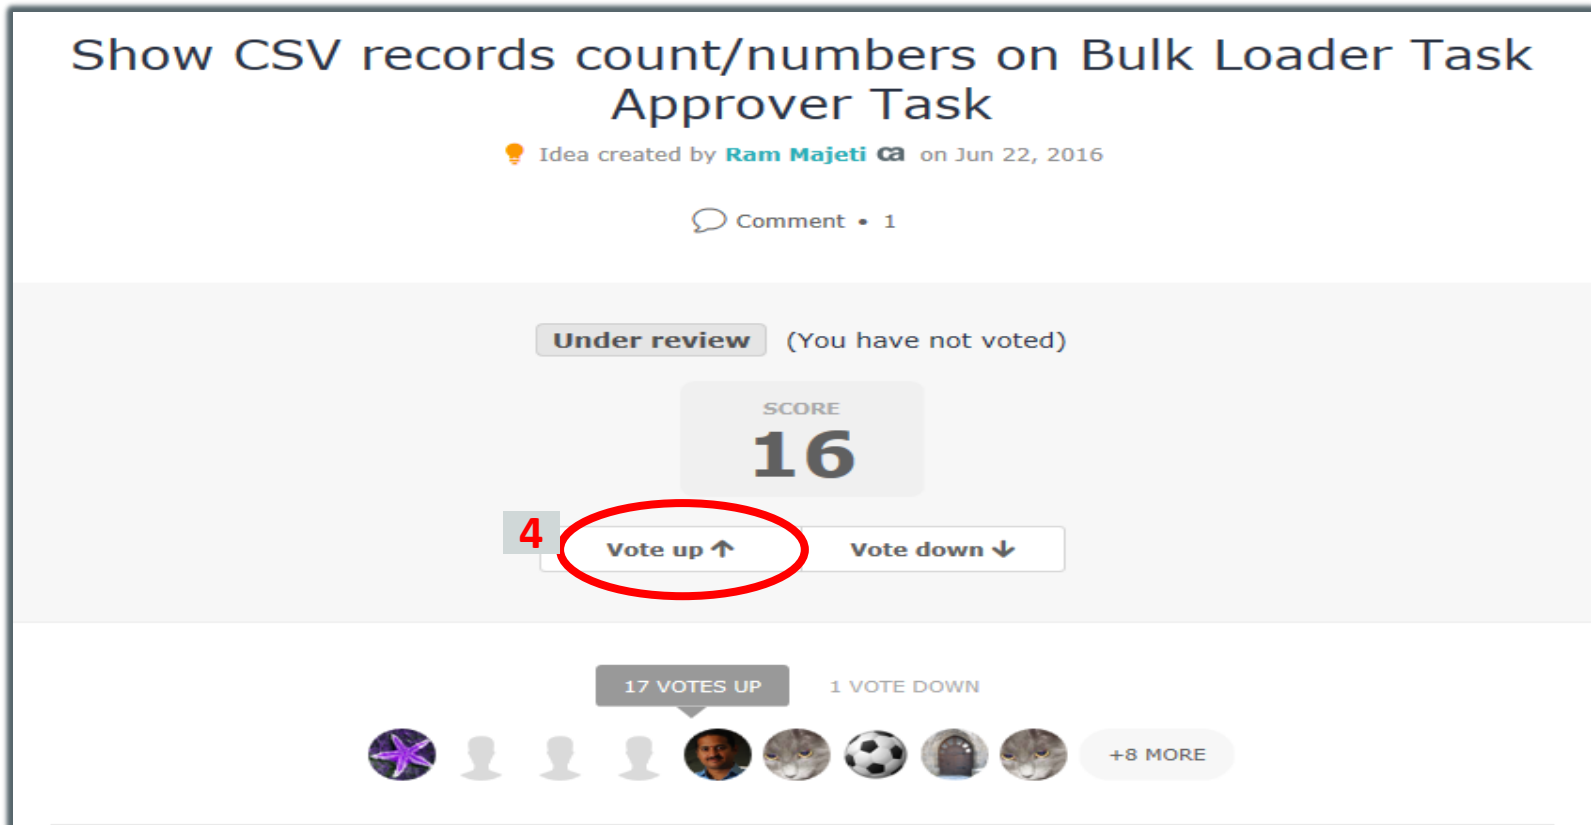 Show CSV records count/numbers on Bulk Loader Task
Approver Task
Idea created by Ram Majeti ca on Jun 22, 2016
Comment • 1
Under review (You have not voted)
SCORE
16
4
Vote up ↑ Vote down ↓
17 VOTES UP 1 VOTE DOWN
+8 MORE